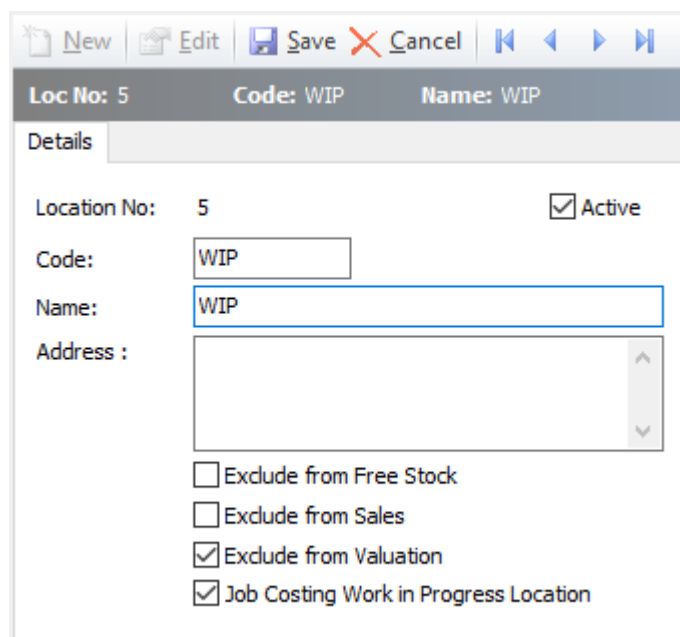 New Edit Save Cancel
Loc No: 5 Code: WIP Name: WIP
Details
Location No: 5 Active
Code: WIP
Name: WIP
Address :
Exclude from Free Stock
Exclude from Sales
Exclude from Valuation
Job Costing Work in Progress Location